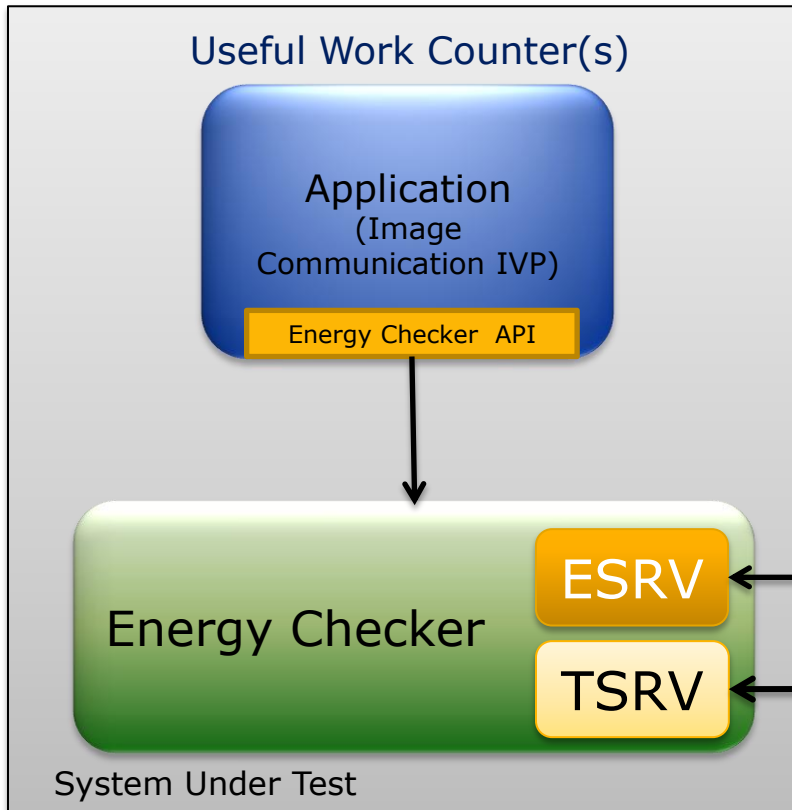 Useful Work Counter(s)
Application
(Image
Communication IVP)
Energy Checker API
ESRV
Energy Checker
TSRV
System Under Test